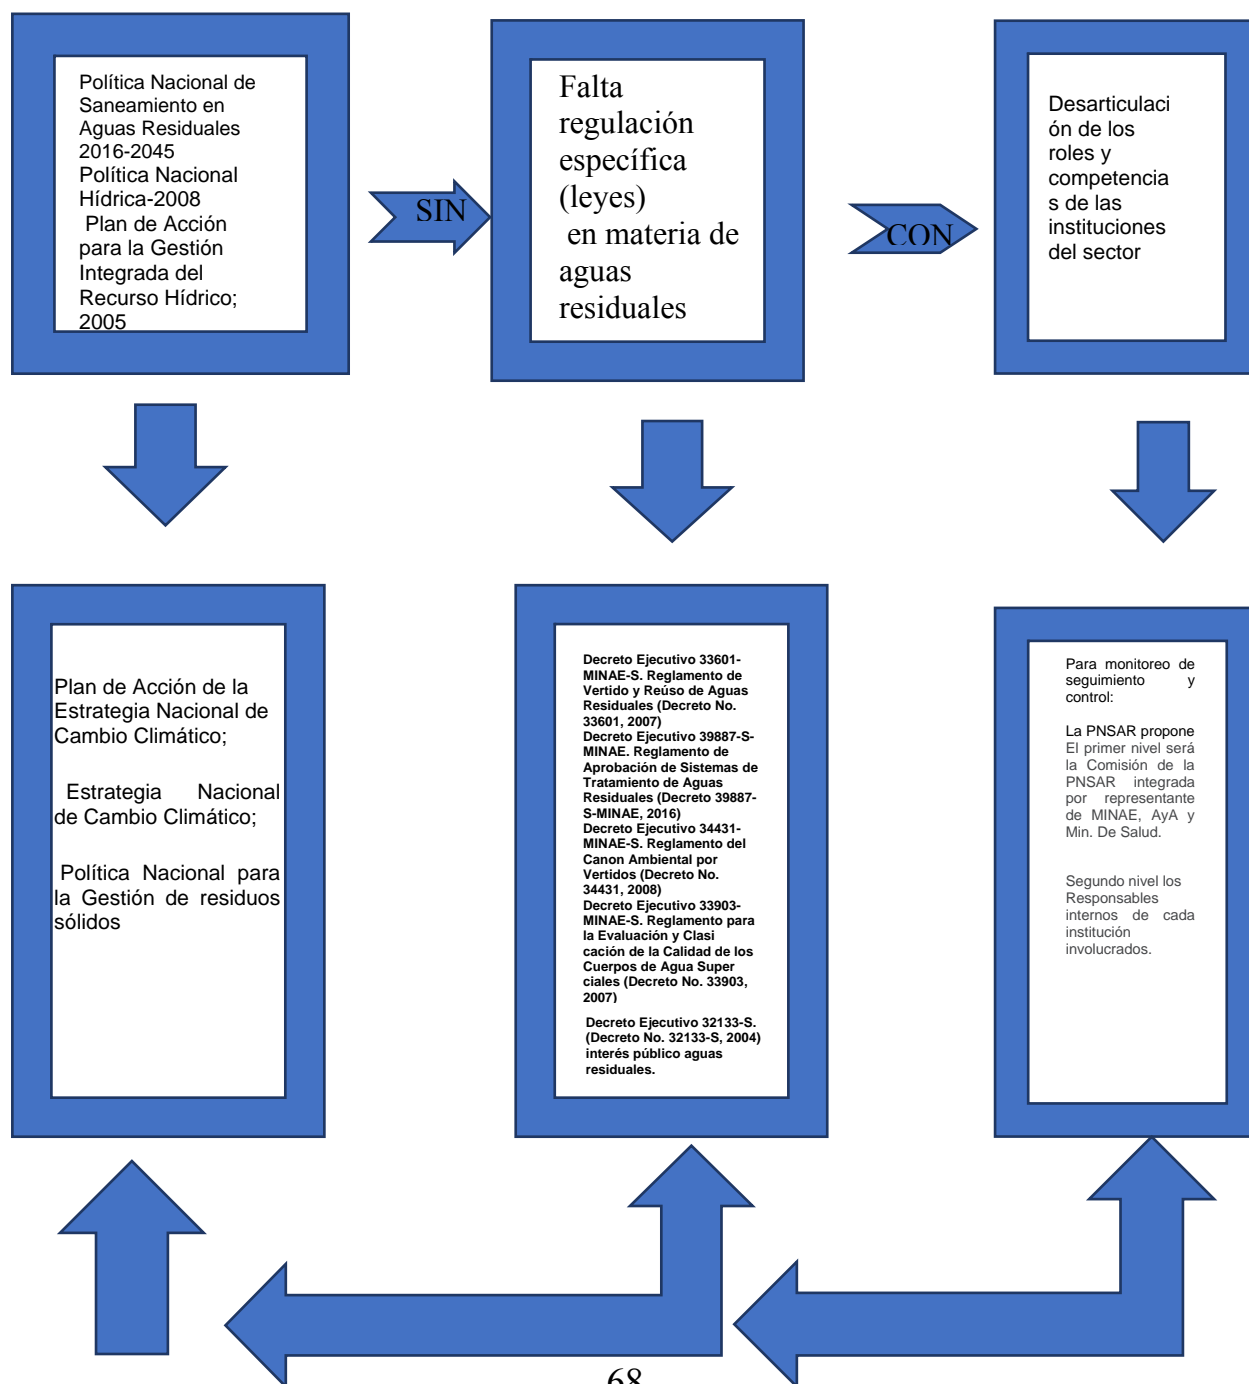 Política Nacional de
Saneamiento en
Aguas Residuales
2016-2045
Política Nacional
Hídrica-2008
Plan de Acción
para la Gestión
Integrada del
Recurso Hídrico;
2005
SIN
Falta
regulación
específica
(leyes)
en materia de
aguas
residuales
CON
Desarticulaci
ón de los
roles y
competencia
s de las
instituciones
del sector
Plan de Acción de la
Estrategia Nacional de
Cambio Climático;
Estrategia Nacional
de Cambio Climático;
Política Nacional para
la Gestión de residuos
sólidos
Decreto Ejecutivo 33601-
MINAE-S. Reglamento de
Vertido y Reúso de Aguas
Residuales (Decreto No.
33601, 2007)
Decreto Ejecutivo 39887-S-
MINAE. Reglamento de
Aprobación de Sistemas de
Tratamiento de Aguas
Residuales (Decreto 39887-
S-MINAE, 2016)
Decreto Ejecutivo 34431-
MINAE-S. Reglamento del
Canon Ambiental por
Vertidos (Decreto No.
34431, 2008)
Decreto Ejecutivo 33903-
MINAE-S. Reglamento para
la Evaluación y Clasi
cación de la Calidad de los
Cuerpos de Agua Super
ciales (Decreto No. 33903,
2007)
Decreto Ejecutivo 32133-S.
(Decreto No. 32133-S, 2004)
interés público aguas
residuales.
Para monitoreo de
seguimiento y
control:
La PNSAR propone
El primer nivel será
la Comisión de la
PNSAR integrada
por representante
de MINAE, AyA y
Min. De Salud.
Segundo nivel los
Responsables
internos de cada
institución
involucrados.
68